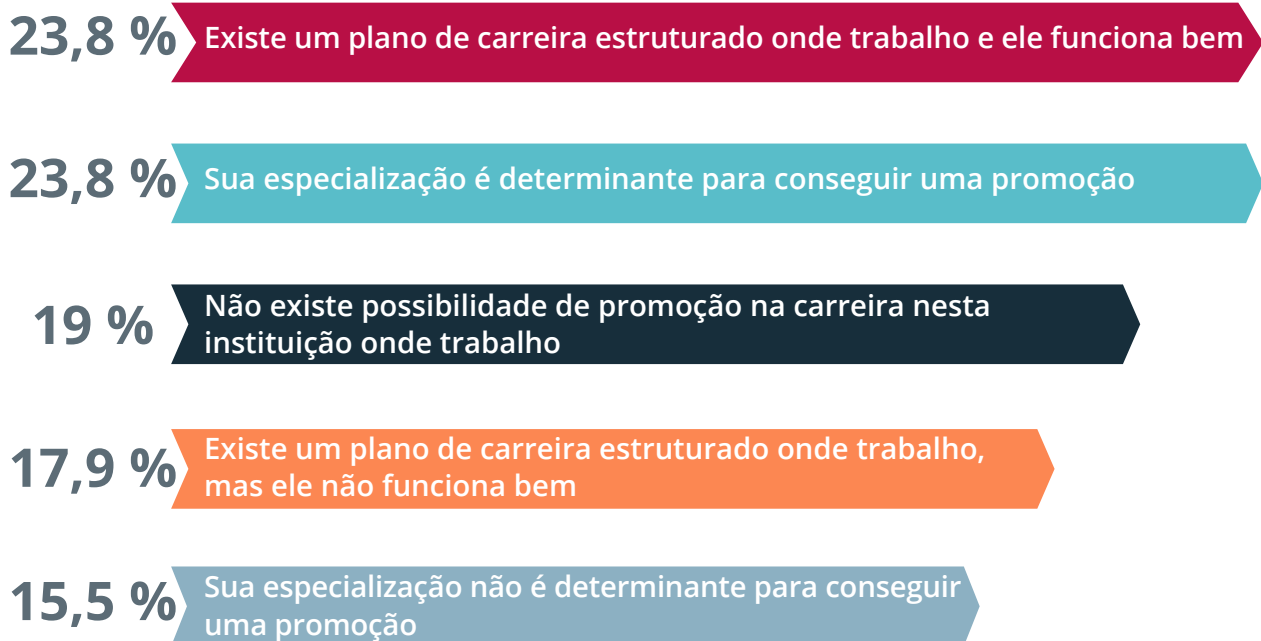 23,8 % Existe um plano de carreira estruturado onde trabalho e ele funciona bem
23,8 % Sua especialização é determinante para conseguir uma promoção
19 % Não existe possibilidade de promoção na carreira nesta
instituição onde trabalho
17,9 % Existe um plano de carreira estruturado onde trabalho,
mas ele não funciona bem
15,5 % Sua especialização não é determinante para conseguir
uma promoção